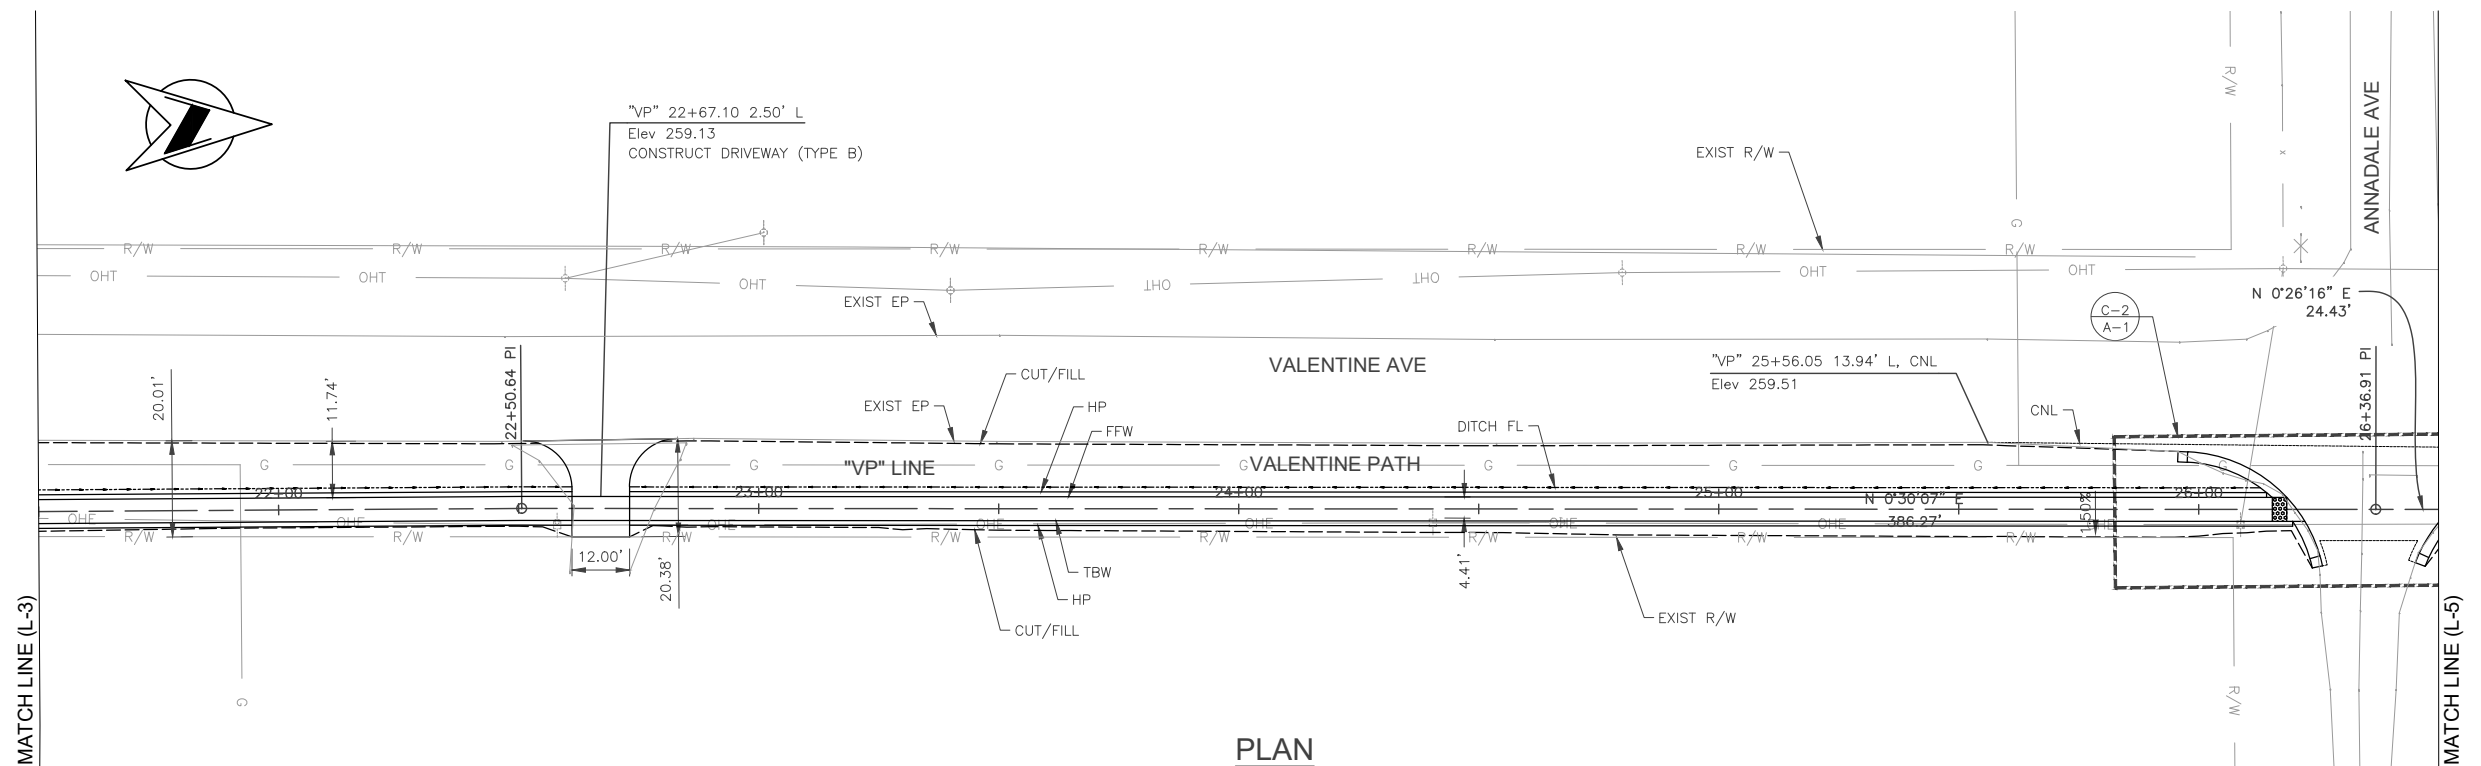 "VP" 22+67.10 2.50' L
Elev 259.13
CONSTRUCT DRIVEWAY (TYPE B)
EXIST R/W
R/W
ANNADALE AVE
G
R/W R/W R/W R/W R/W R/W R/W R/W
OHT OHT OHT OHT OHT OHT OHT
N 0°26'16" E
24.43'
EXIST EP
C-2
A-1
VALENTINE AVE
"VP" 25+56.05 13.94' L, CNL
Elev 259.51
20.01'
11.74'
22+50.64 PI
CUT/FILL
EXIST EP
HP
FFW
DITCH FL
CNL
26+36.91 PI
G G G G G G G G G
"VP" LINE
VALENTINE PATH
22+00 23+00 24+00 25+00 26+00
N 0°30'07" E
386.27'
1.50%
OHE OHE OHE OHE OHE OHE OHE OHE OHE
R/W R/W R/W R/W R/W R/W R/W R/W
12.00'
20.38'
TBW
HP
CUT/FILL
4.41'
EXIST R/W
G
R/W
MATCH LINE (L-3)
MATCH LINE (L-5)
PLAN